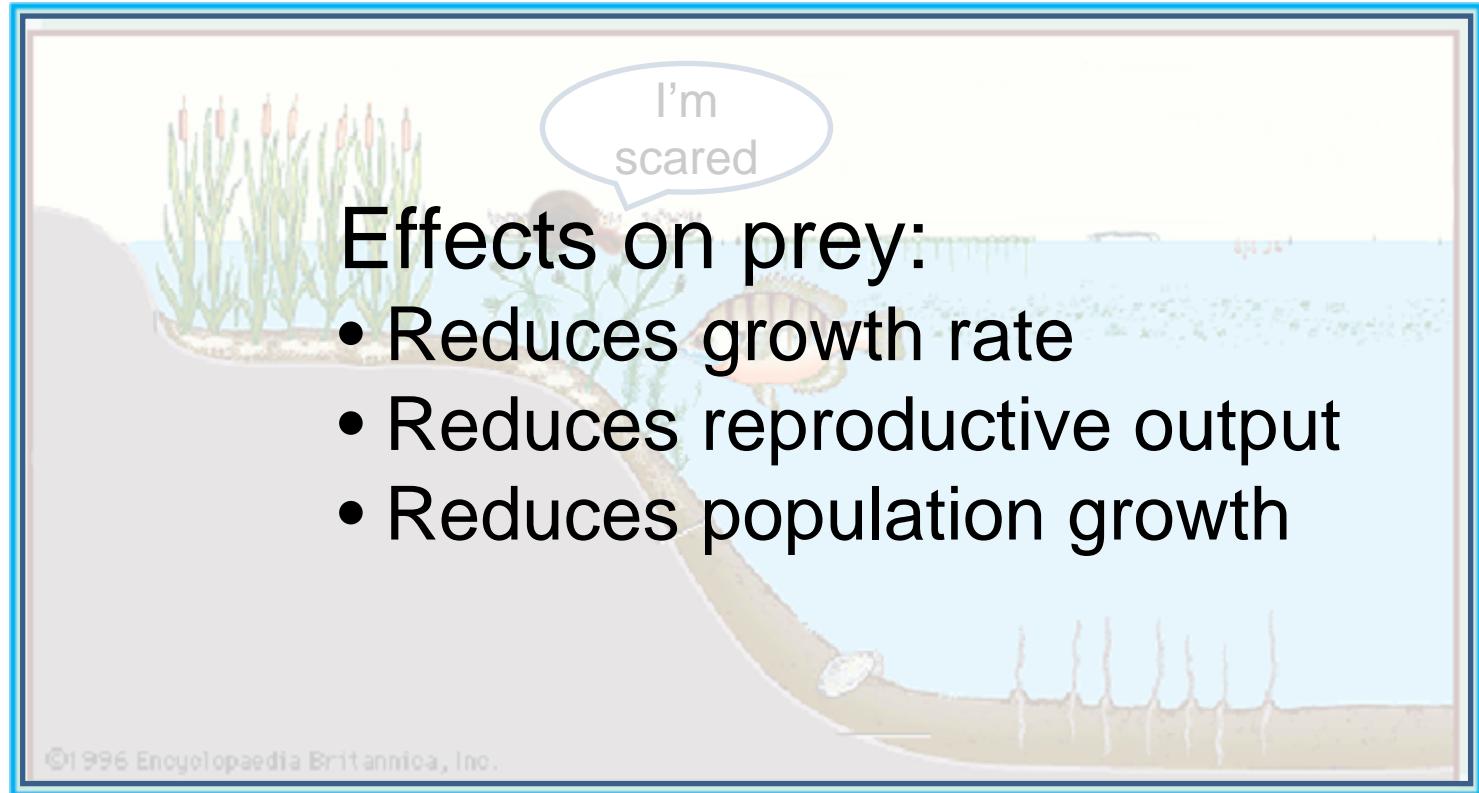 I’m
scared
Effects on prey:
• Reduces growth rate
• Reduces reproductive output
• Reduces population growth
©1996 Encyclopaedia Britannica, Inc.